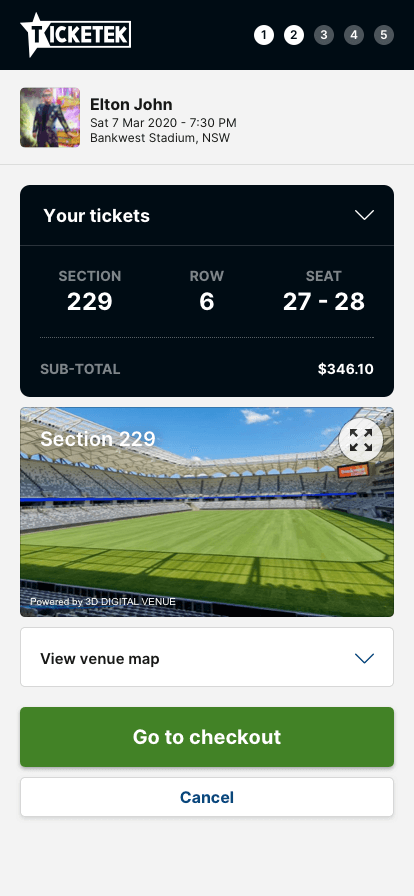 TICKETEK
1 2 3 4 5
Elton John
Sat 7 Mar 2020 - 7:30 PM
Bankwest Stadium, NSW
Your tickets
SECTION ROW SEAT
229 6 27 - 28
SUB-TOTAL $346.10
Section 229
Powered by 3D DIGITAL VENUE
View venue map
Go to checkout
Cancel